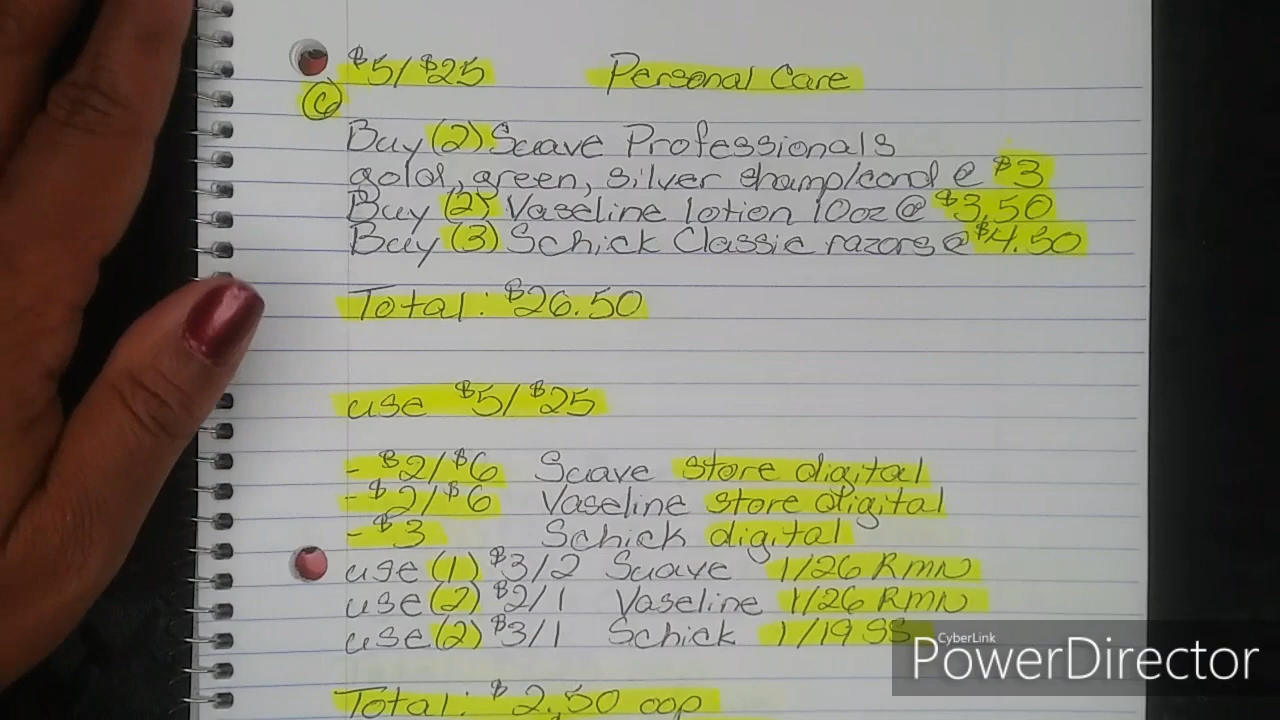 $5/$25 Personal Care
6
Buy (2) Suave Professionals
gold, green, silver shamp/cond @ $3
Buy (2) Vaseline lotion 10oz @ $3.50
Buy (3) Schick Classic razors @ $4.50
Total: $26.50
use $5/$25
- $2/$6 Suave store digital
- $2/$6 Vaseline store digital
- $3 Schick digital
use (1) $3/2 Suave 1/26 RMN
use (2) $2/1 Vaseline 1/26 RMN
use (2) $3/1 Schick 1/19 SS
Total: $2.50 oop
CyberLink
PowerDirector